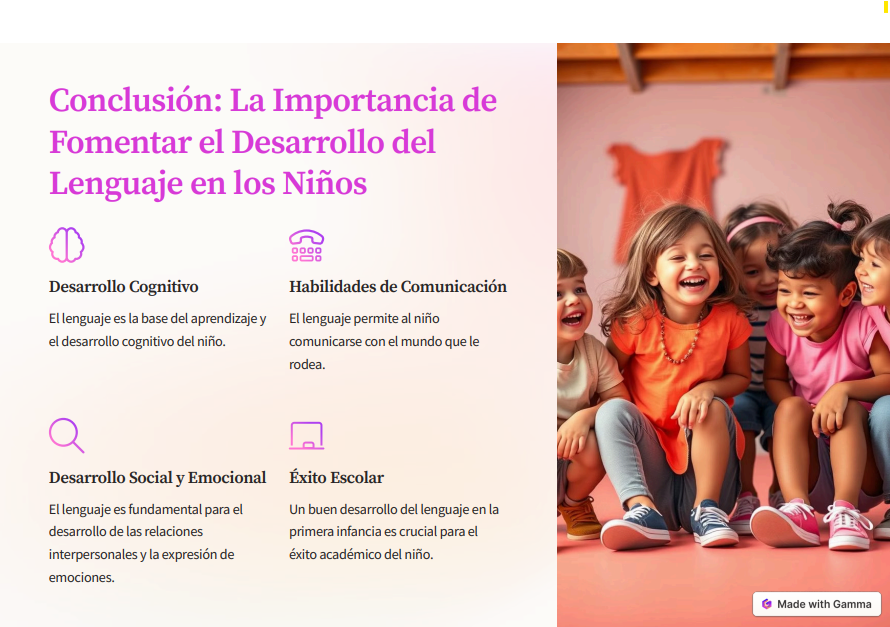 Conclusión: La Importancia de
Fomentar el Desarrollo del
Lenguaje en los Niños
Desarrollo Cognitivo
El lenguaje es la base del aprendizaje y
el desarrollo cognitivo del niño.
Habilidades de Comunicación
El lenguaje permite al niño
comunicarse con el mundo que le
rodea.
Desarrollo Social y Emocional
El lenguaje es fundamental para el
desarrollo de las relaciones
interpersonales y la expresión de
emociones.
Éxito Escolar
Un buen desarrollo del lenguaje en la
primera infancia es crucial para el
éxito académico del niño.
Made with Gamma